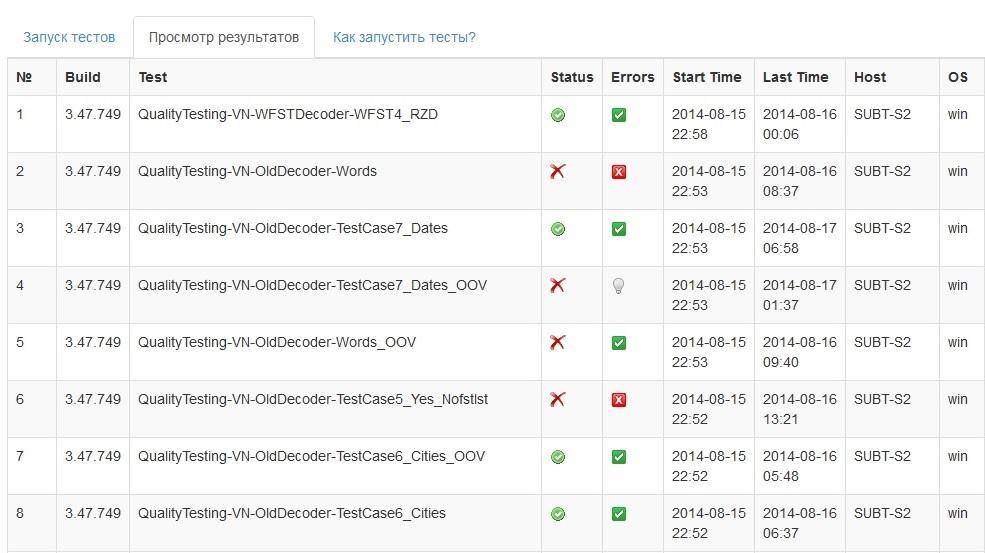 Запуск тестов Просмотр результатов Как запустить тесты?
№ Build Test Status Errors Start Time Last Time Host OS
1 3.47.749 QualityTesting-VN-WFSTDecoder-WFST4_RZD 2014-08-15 2014-08-16 SUBT-S2 win
22:58 00:06
2 3.47.749 QualityTesting-VN-OldDecoder-Words 2014-08-15 2014-08-16 SUBT-S2 win
22:53 08:37
3 3.47.749 QualityTesting-VN-OldDecoder-TestCase7_Dates 2014-08-15 2014-08-17 SUBT-S2 win
22:53 06:58
4 3.47.749 QualityTesting-VN-OldDecoder-TestCase7_Dates_OOV 2014-08-15 2014-08-17 SUBT-S2 win
22:53 01:37
5 3.47.749 QualityTesting-VN-OldDecoder-Words_OOV 2014-08-15 2014-08-16 SUBT-S2 win
22:53 09:40
6 3.47.749 QualityTesting-VN-OldDecoder-TestCase5_Yes_Nofstlst 2014-08-15 2014-08-16 SUBT-S2 win
22:52 13:21
7 3.47.749 QualityTesting-VN-OldDecoder-TestCase6_Cities_OOV 2014-08-15 2014-08-16 SUBT-S2 win
22:52 05:48
8 3.47.749 QualityTesting-VN-OldDecoder-TestCase6_Cities 2014-08-15 2014-08-16 SUBT-S2 win
22:52 06:37